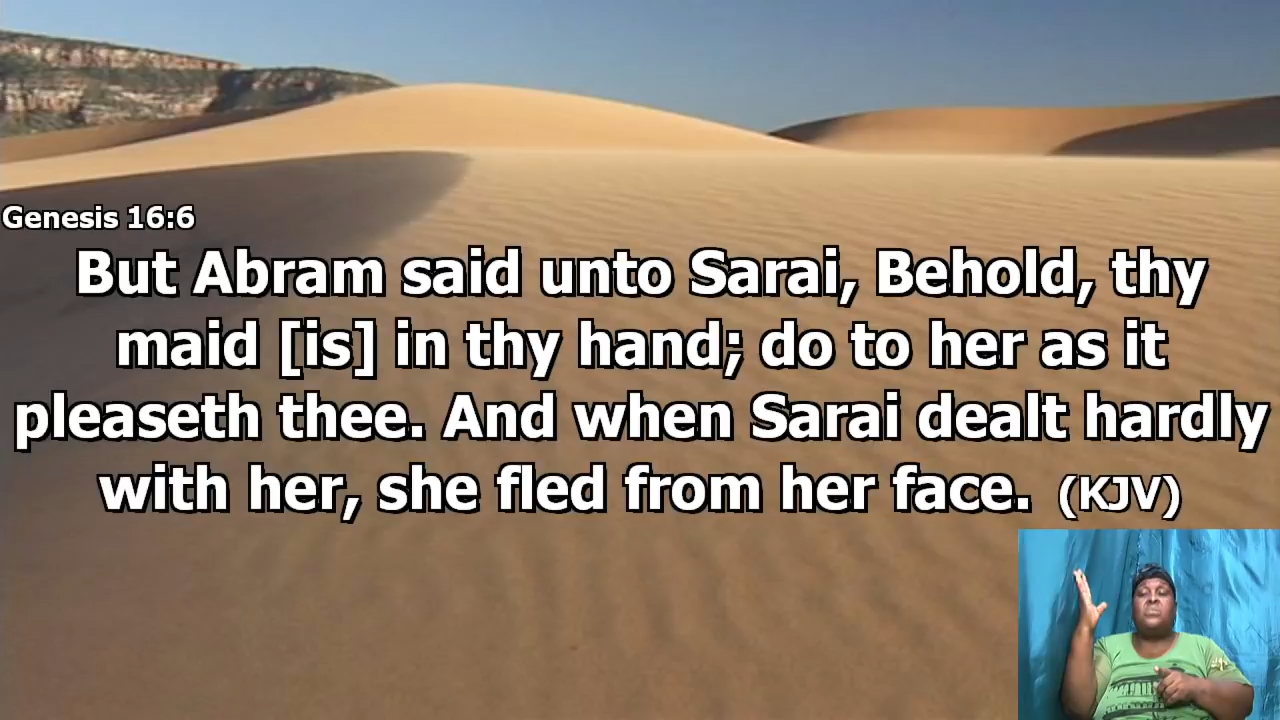 Genesis 16:6
But Abram said unto Sarai, Behold, thy
maid [is] in thy hand; do to her as it
pleaseth thee. And when Sarai dealt hardly
with her, she fled from her face. (KJV)